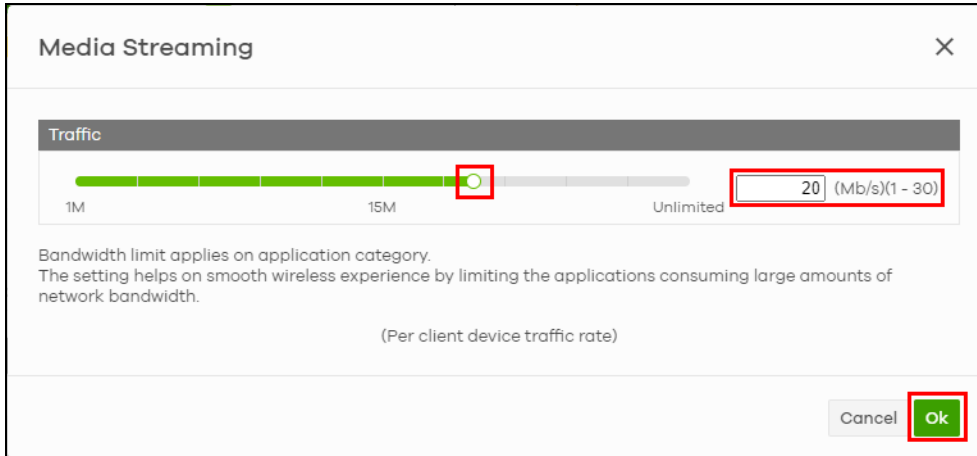 Media Streaming
Traffic
20 (Mb/s)(1 - 30)
1M 15M Unlimited
Bandwidth limit applies on application category.
The setting helps on smooth wireless experience by limiting the applications consuming large amounts of
network bandwidth.
(Per client device traffic rate)
Cancel Ok